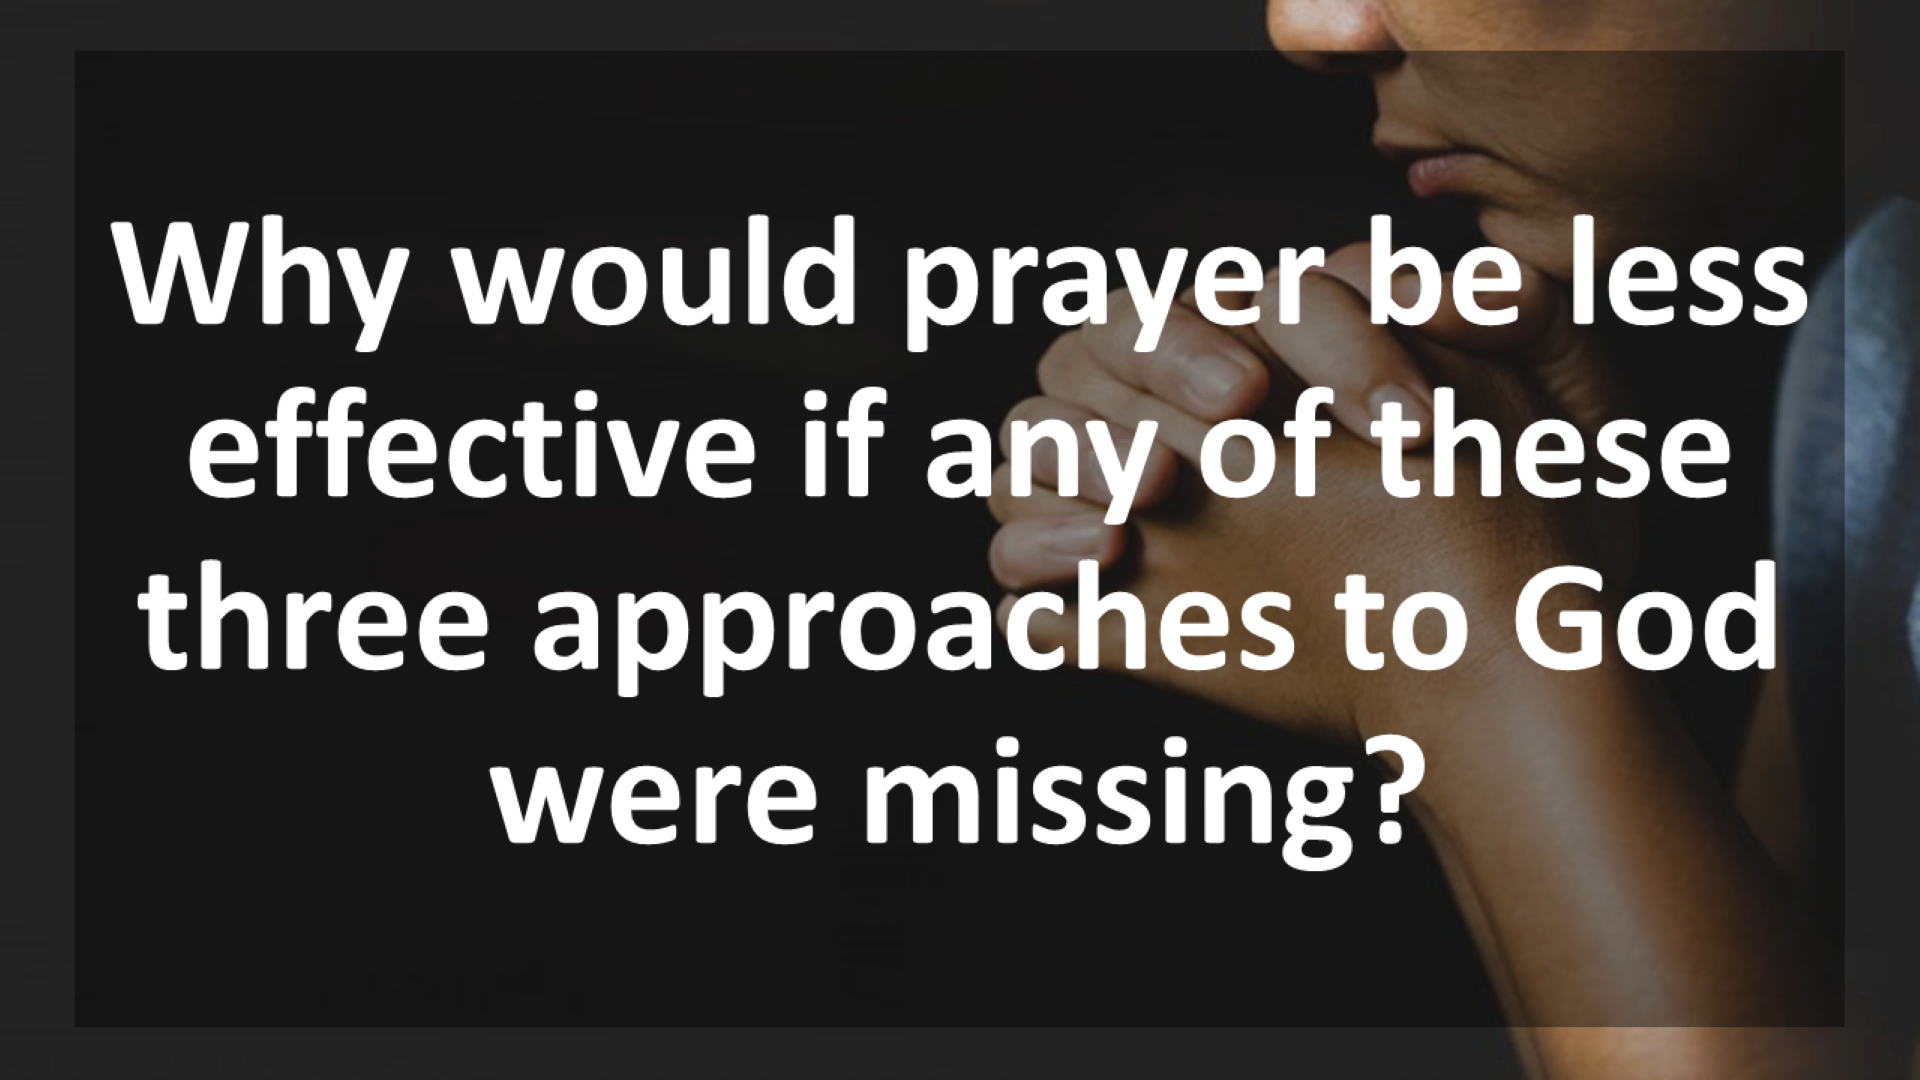 Why would prayer be less
effective if any of these
three approaches to God
were missing?